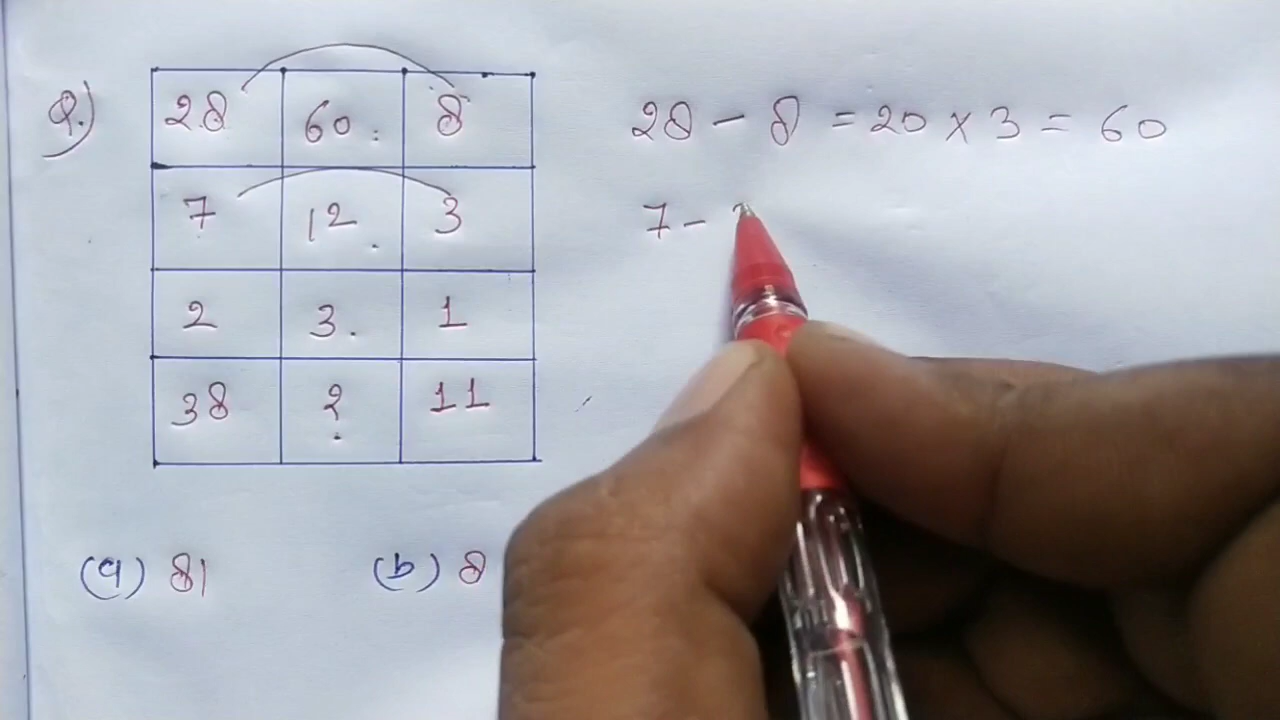 Q.) 28 60 8
28 - 8 = 20 x 3 = 60
7 12 3
7 -
2 3 1
38 ? 11
(a) 81 (b) 8